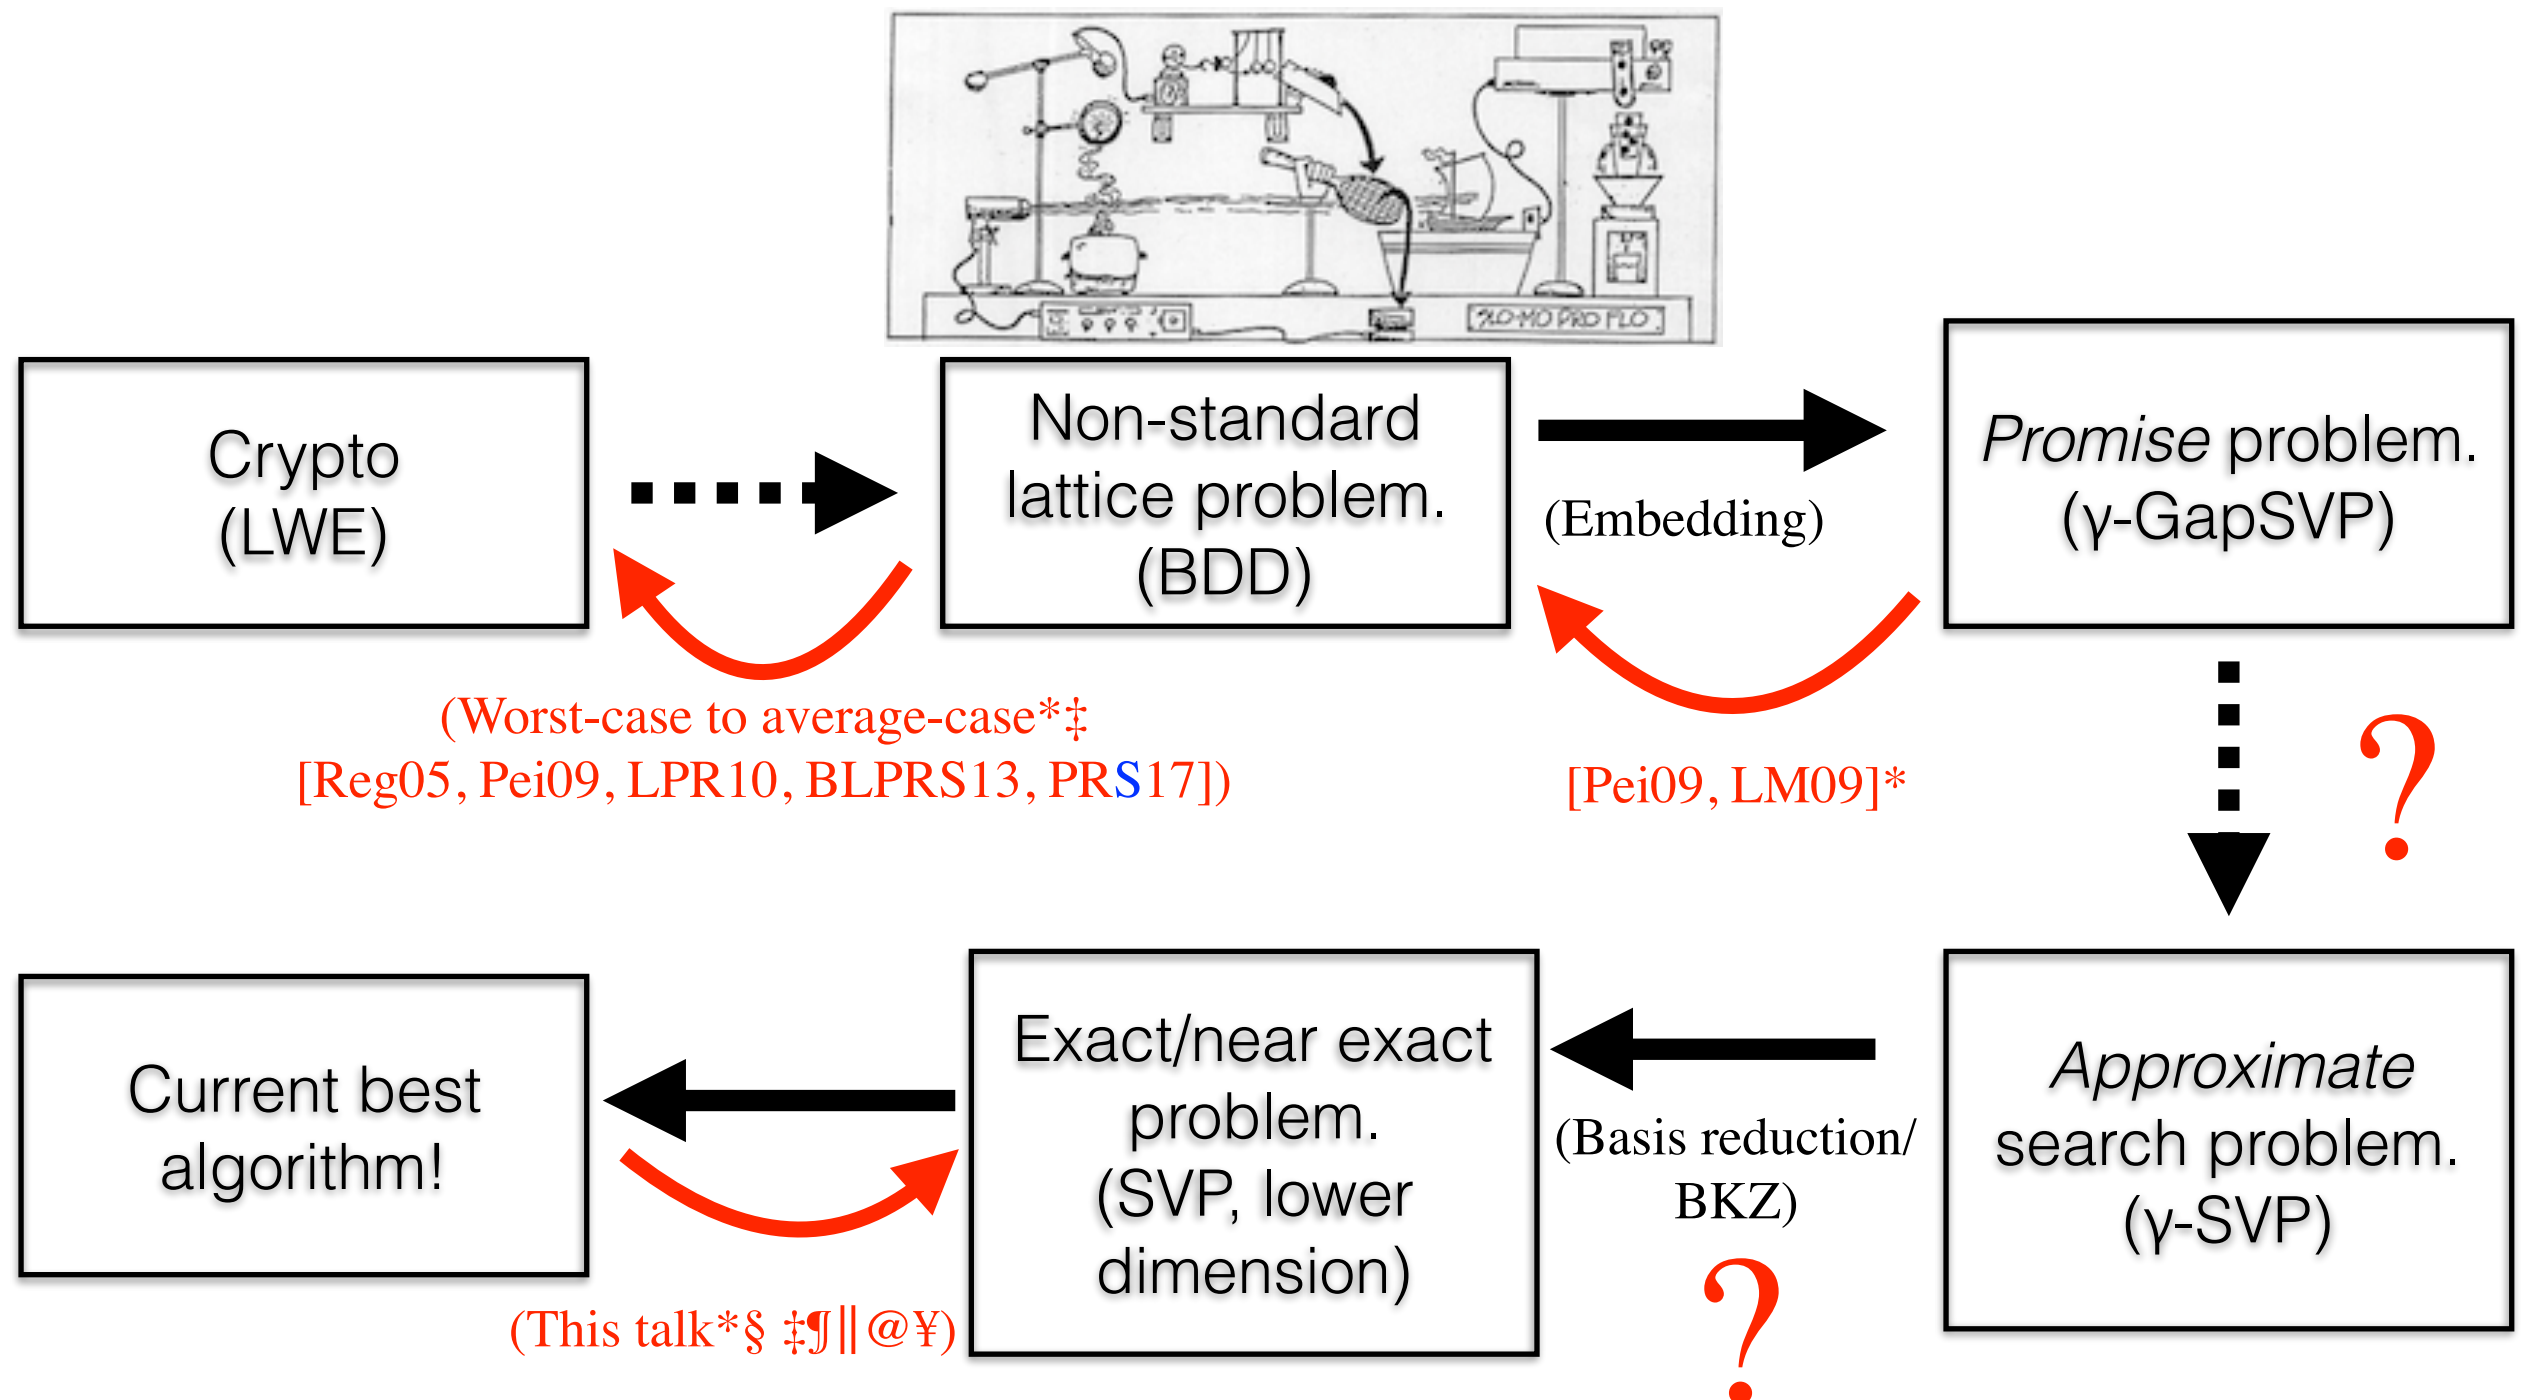 Crypto
(LWE)
Non-standard
lattice problem.
(BDD)
(Embedding)
Promise problem.
(γ-GapSVP)
(Worst-case to average-case*‡
[Reg05, Pei09, LPR10, BLPRS13, PRS17])
[Pei09, LM09]*
?
Current best
algorithm!
(This talk*§ ‡¶||@¥)
Exact/near exact
problem.
(SVP, lower
dimension)
(Basis reduction/
BKZ)
?
Approximate
search problem.
(γ-SVP)